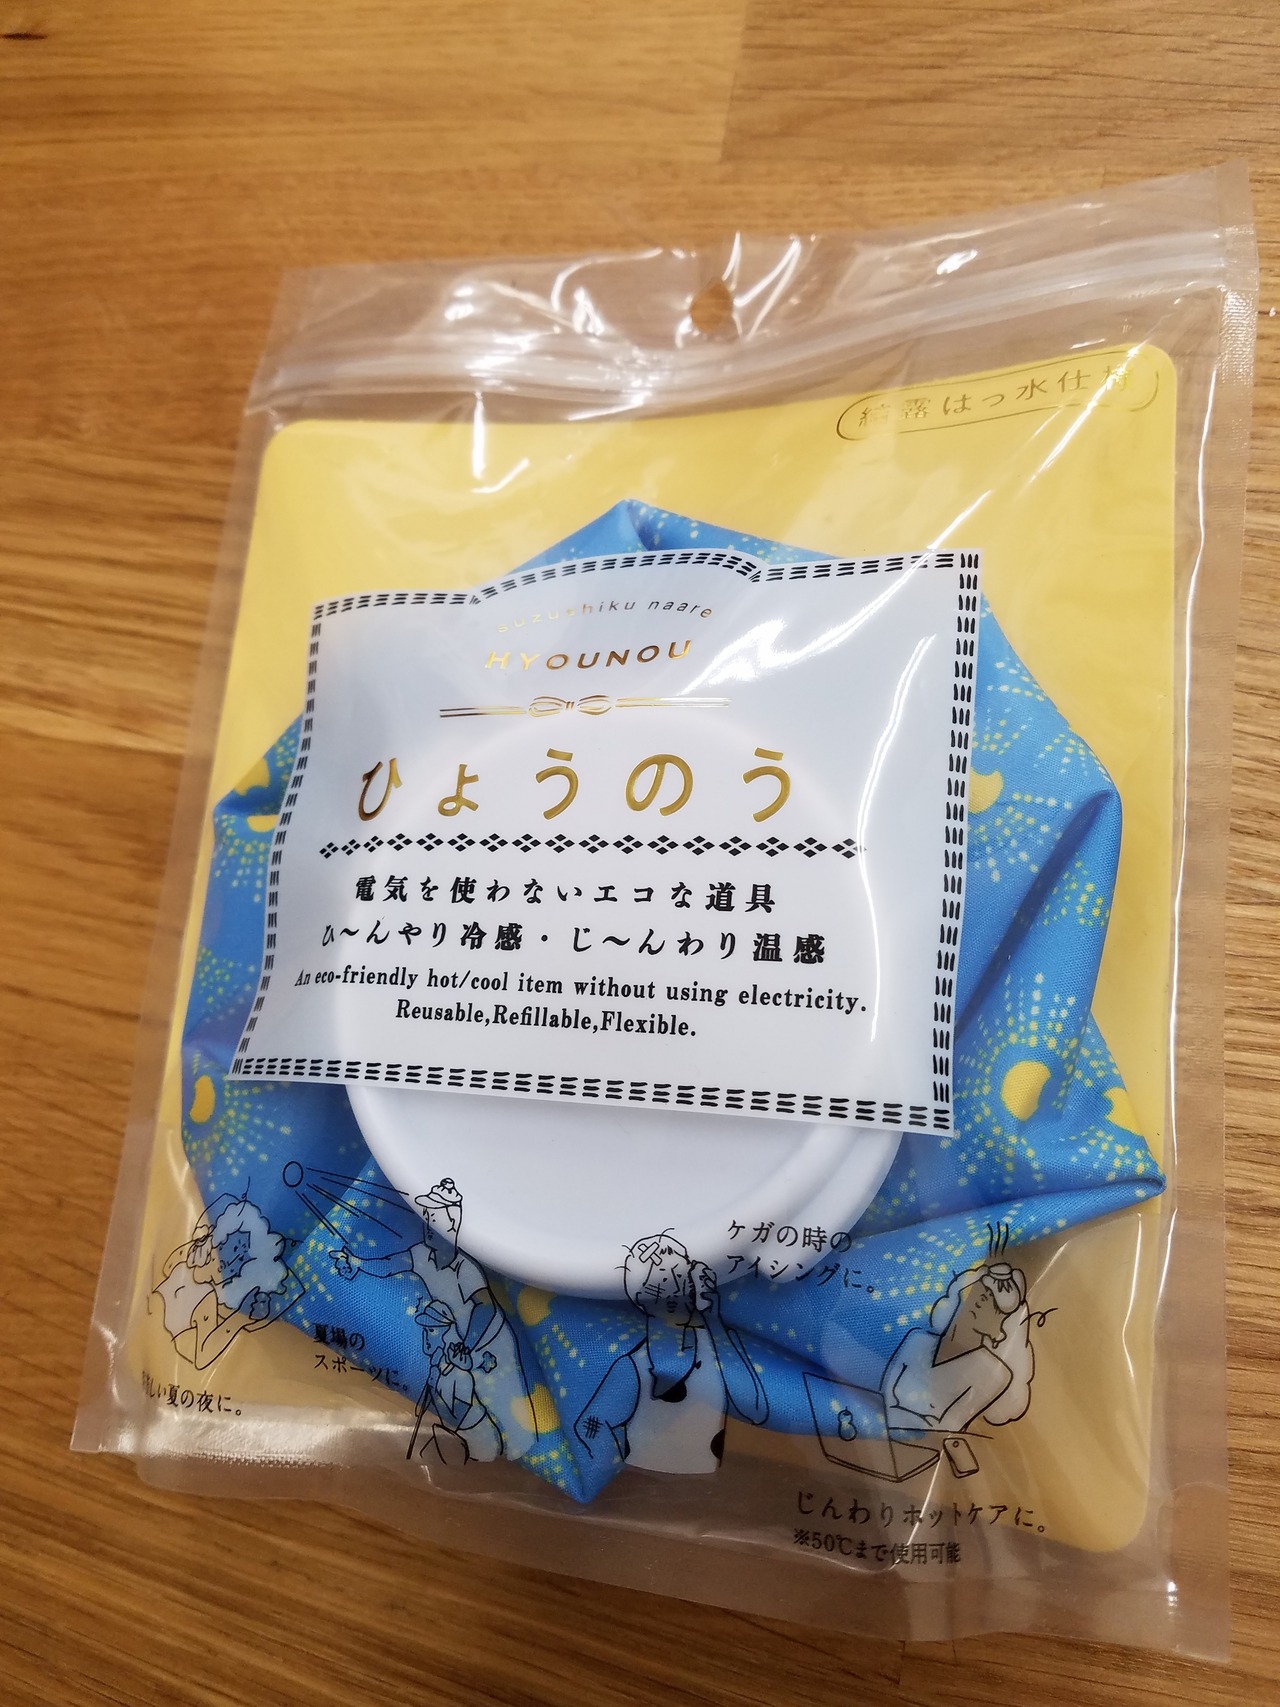 結露はっ水仕様
suzushiku naare
HYOUNOU
ひょうのう
電気を使わないエコな道具
ひ〜んやり冷感・じ〜んわり温感
An eco-friendly hot/cool item without using electricity.
Reusable,Refillable,Flexible.
ケガの時の
アイシングに。
夏場の
スポーツに。
しい夏の夜に。
じんわりホットケアに。
※50℃まで使用可能